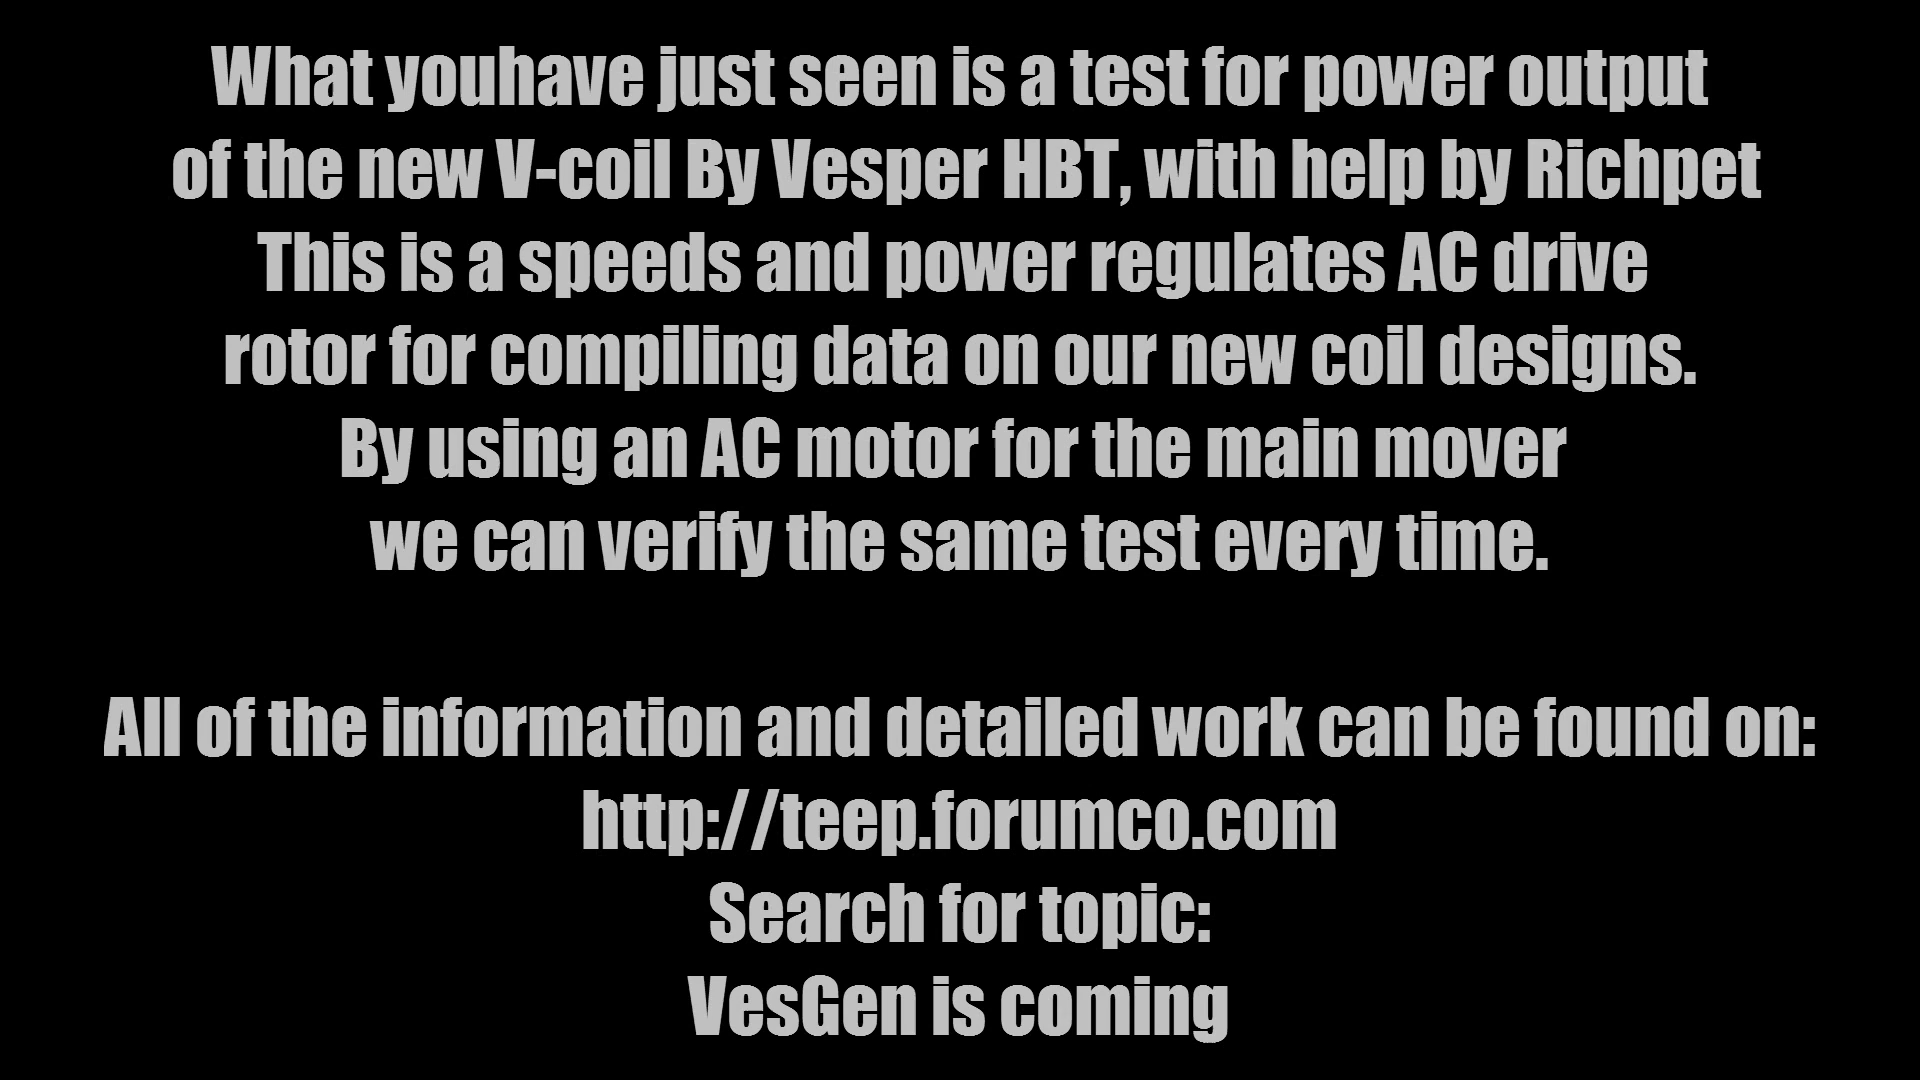 What youhave just seen is a test for power output
of the new V-coil By Vesper HBT, with help by Richpet
This is a speeds and power regulates AC drive
rotor for compiling data on our new coil designs.
By using an AC motor for the main mover
we can verify the same test every time.
All of the information and detailed work can be found on:
http://teep.forumco.com
Search for topic:
VesGen is coming